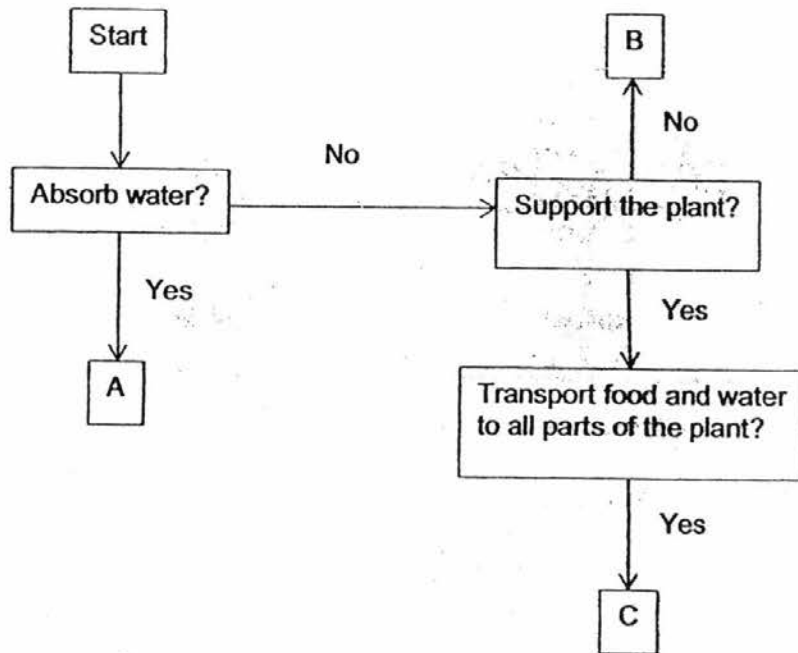 Start
B
No
No
Absorb water?
Support the plant?
Yes
Yes
A
Transport food and water
to all parts of the plant?
Yes
C